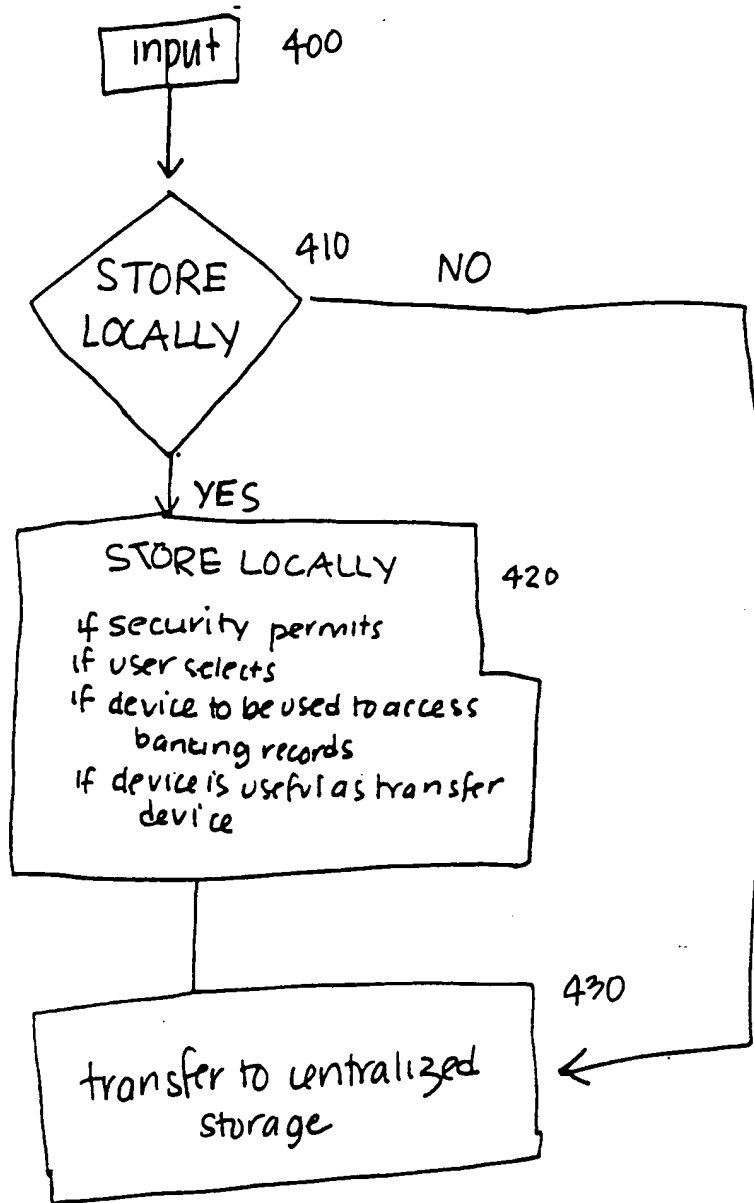 input 400
410
NO
STORE
LOCALLY
YES
STORE LOCALLY
420
if security permits
if user selects
if device to be used to access
banking records
if device is useful as transfer
device
430
transfer to centralized
storage